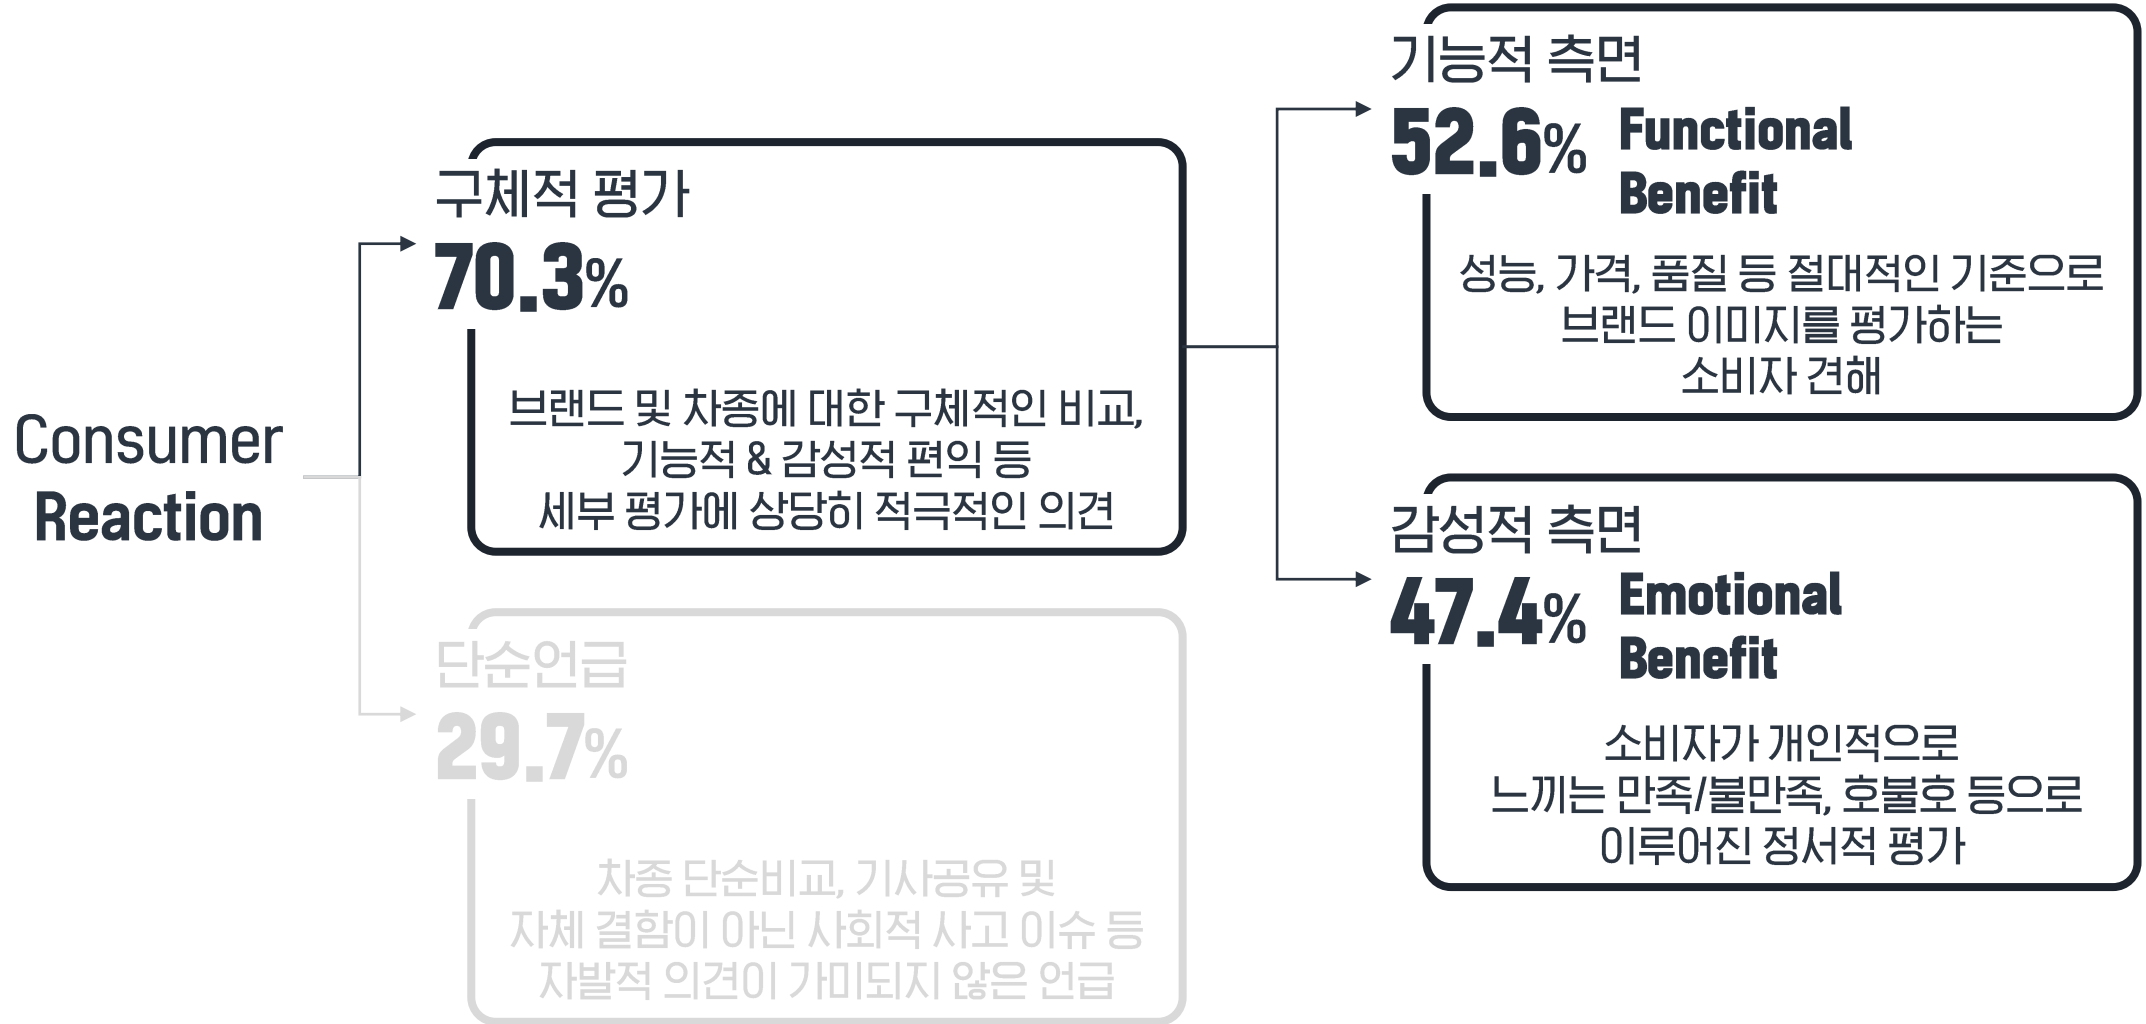 Consumer
Reaction
구체적 평가
70.3%
브랜드 및 차종에 대한 구체적인 비교,
기능적 & 감성적 편익 등
세부 평가에 상당히 적극적인 의견
단순언급
29.7%
차종 단순비교, 기사공유 및
자체 결함이 아닌 사회적 사고 이슈 등
자발적 의견이 가미되지 않은 언급
기능적 측면
52.6% Functional
Benefit
성능, 가격, 품질 등 절대적인 기준으로
브랜드 이미지를 평가하는
소비자 견해
감성적 측면
47.4% Emotional
Benefit
소비자가 개인적으로
느끼는 만족/불만족, 호불호 등으로
이루어진 정서적 평가